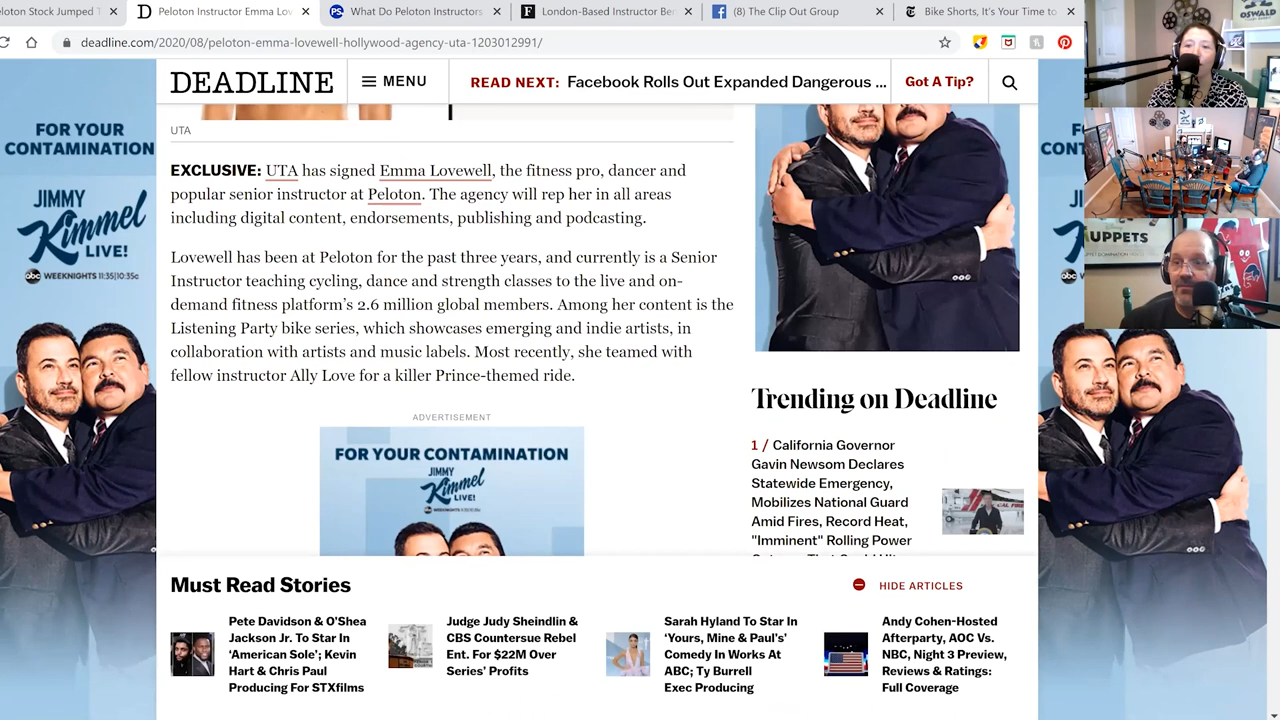 eloton Stock Jumped T
Peloton Instructor Emma Lov
What Do Peloton Instructors
London-Based Instructor Be
(8) The Clip Out Group
Bike Shorts, It's Your Time to
DEADLINE
MENU
READ NEXT: Facebook Rolls Out Expanded Dangerous ...
Got A Tip?
OSWALD
UTA
EXCLUSIVE: UTA has signed Emma Lovewell, the fitness pro, dancer and
popular senior instructor at Peloton. The agency will rep her in all areas
including digital content, endorsements, publishing and podcasting.
Lovewell has been at Peloton for the past three years, and currently is a Senior
Instructor teaching cycling, dance and strength classes to the live and on-
demand fitness platform's 2.6 million global members. Among her content is the
Listening Party bike series, which showcases emerging and indie artists, in
collaboration with artists and music labels. Most recently, she teamed with
fellow instructor Ally Love for a killer Prince-themed ride.
FOR YOUR
CONTAMINATION
JIMMY
Kimmel
LIVE!
abc WEEKNIGHTS 11:35|10:35c
UPPETS
ADVERTISEMENT
FOR YOUR CONTAMINATION
JIMMY
Kimmel
LIVE!
Trending on Deadline
1 / California Governor
Gavin Newsom Declares
Statewide Emergency,
Mobilizes National Guard
Amid Fires, Record Heat,
"Imminent" Rolling Power
Must Read Stories
HIDE ARTICLES
Pete Davidson & O'Shea
Jackson Jr. To Star In
'American Sole'; Kevin
Hart & Chris Paul
Producing For STXfilms
Judge Judy Sheindlin &
CBS Countersue Rebel
Ent. For $22M Over
Series' Profits
Sarah Hyland To Star In
'Yours, Mine & Paul's'
Comedy In Works At
ABC; Ty Burrell
Exec Producing
Andy Cohen-Hosted
Afterparty, AOC Vs.
NBC, Night 3 Preview,
Reviews & Ratings:
Full Coverage